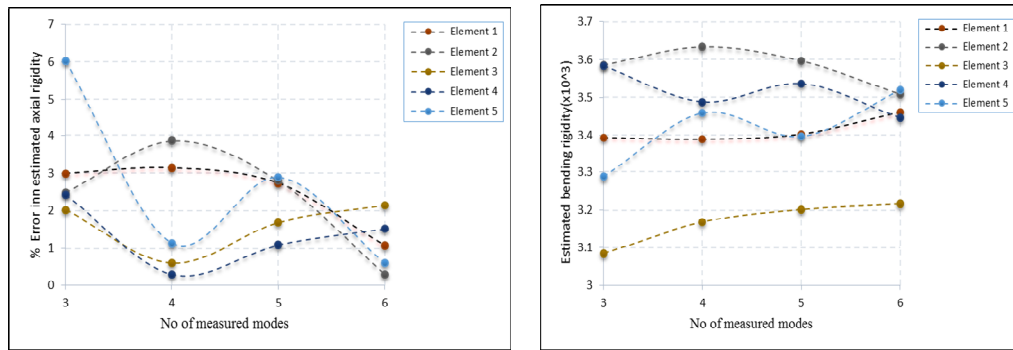 % Error inn estimated axial rigidity
7
6
5
4
3
2
1
0
3 4 5 6
No of measured modes
Element 1
Element 2
Element 3
Element 4
Element 5
Estimated bending rigidity(x10^3)
3.7
3.6
3.5
3.4
3.3
3.2
3.1
3
3 4 5 6
No of measured modes
Element 1
Element 2
Element 3
Element 4
Element 5